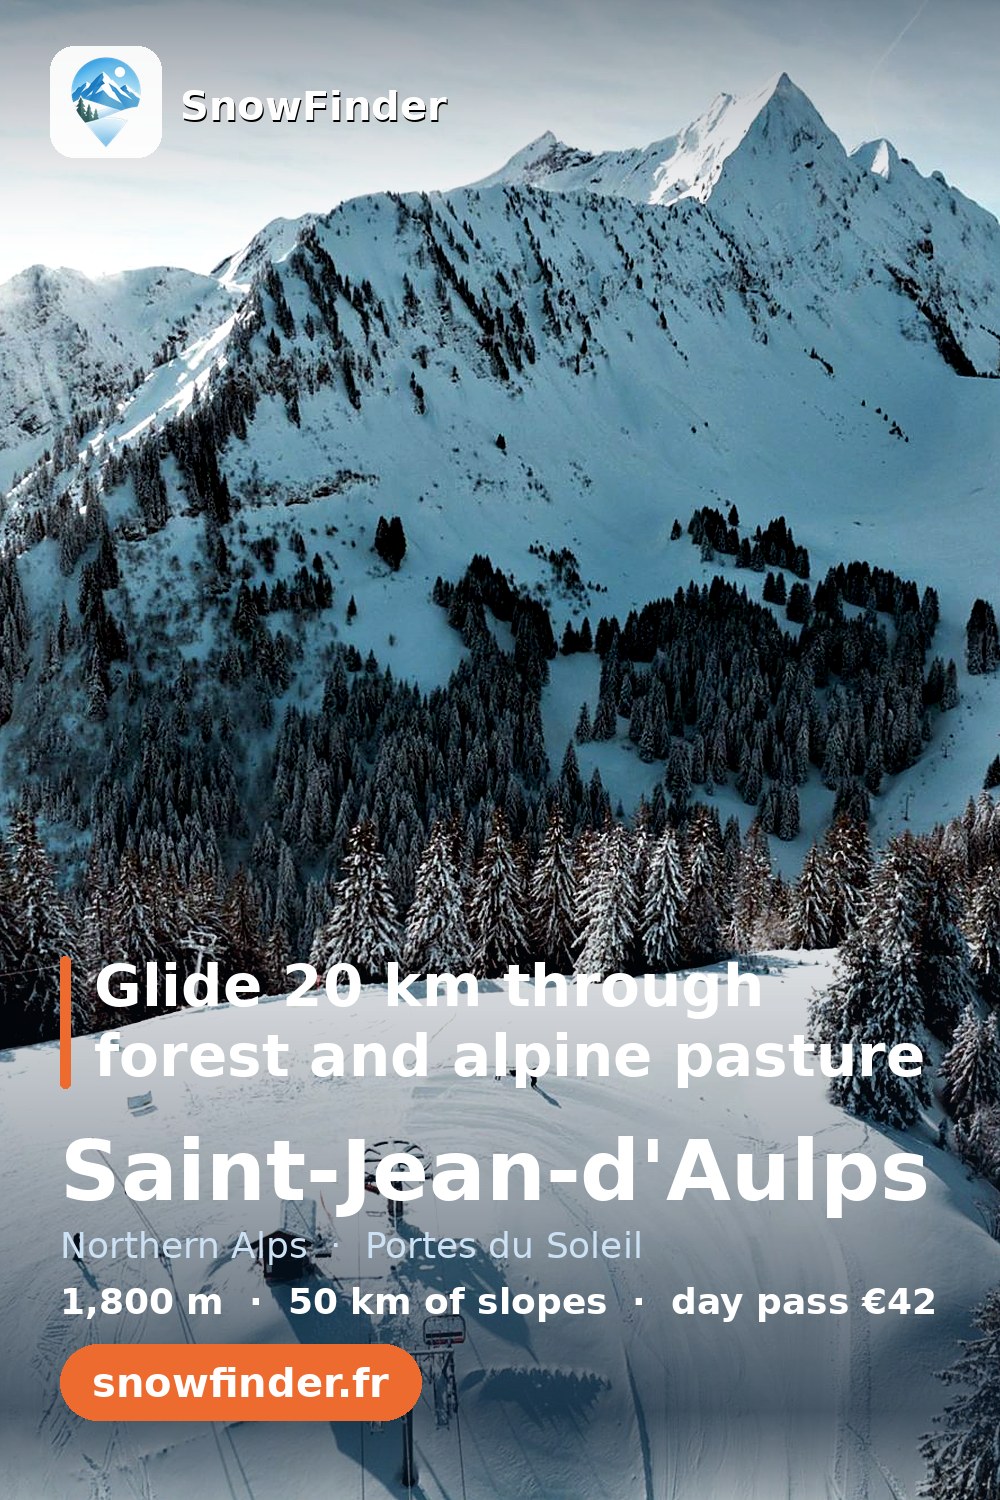 SnowFinder
Glide 20 km through
forest and alpine pasture
Saint-Jean-d'Aulps
Northern Alps · Portes du Soleil
1,800 m · 50 km of slopes · day pass €42
snowfinder.fr